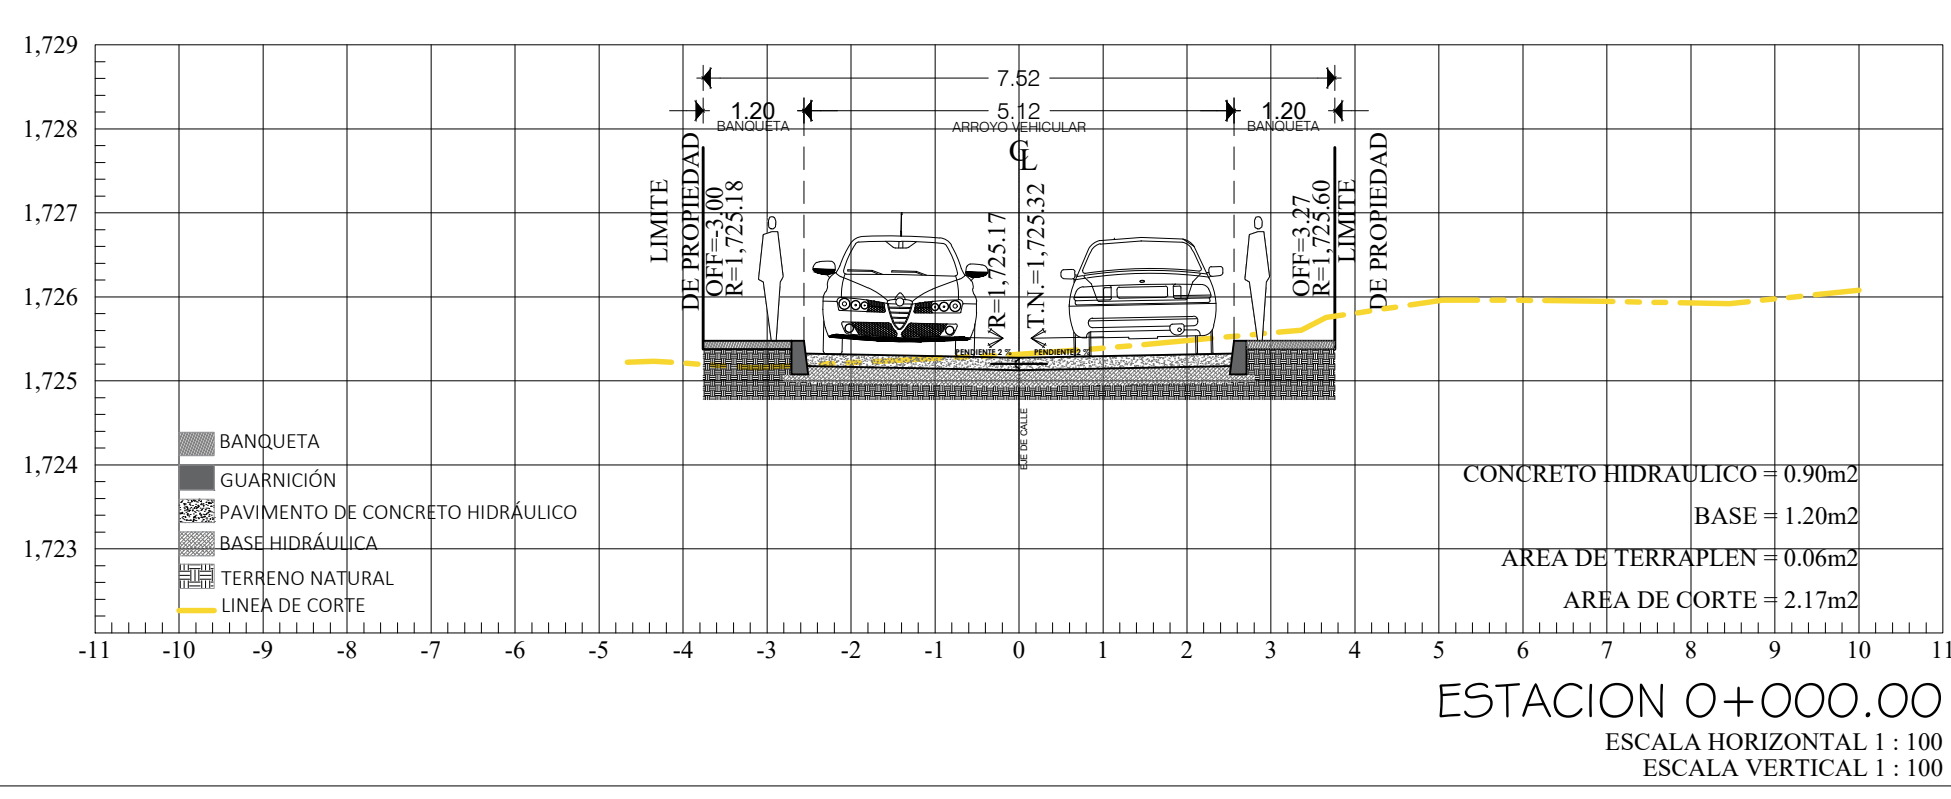 1,729
1,728
1,727
1,726
1,725
1,724
1,723
7.52
1.20
5.12
1.20
BANQUETA
ARROYO VEHICULAR
BANQUETA
CL
LIMITE
DE PROPIEDAD
OFF=-3.00
R=1,725.18
R=1,725.17
T.N.=1,725.32
OFF=3.27
R=1,725.60
LIMITE
DE PROPIEDAD
PENDIENTE 2 %
PENDIENTE 2 %
EJE DE CALLE
BANQUETA
GUARNICIÓN
PAVIMENTO DE CONCRETO HIDRÁULICO
BASE HIDRÁULICA
TERRENO NATURAL
LINEA DE CORTE
CONCRETO HIDRAULICO = 0.90m2
BASE = 1.20m2
AREA DE TERRAPLEN = 0.06m2
AREA DE CORTE = 2.17m2
-11 -10 -9 -8 -7 -6 -5 -4 -3 -2 -1 0 1 2 3 4 5 6 7 8 9 10 11
ESTACION 0+000.00
ESCALA HORIZONTAL 1 : 100
ESCALA VERTICAL 1 : 100